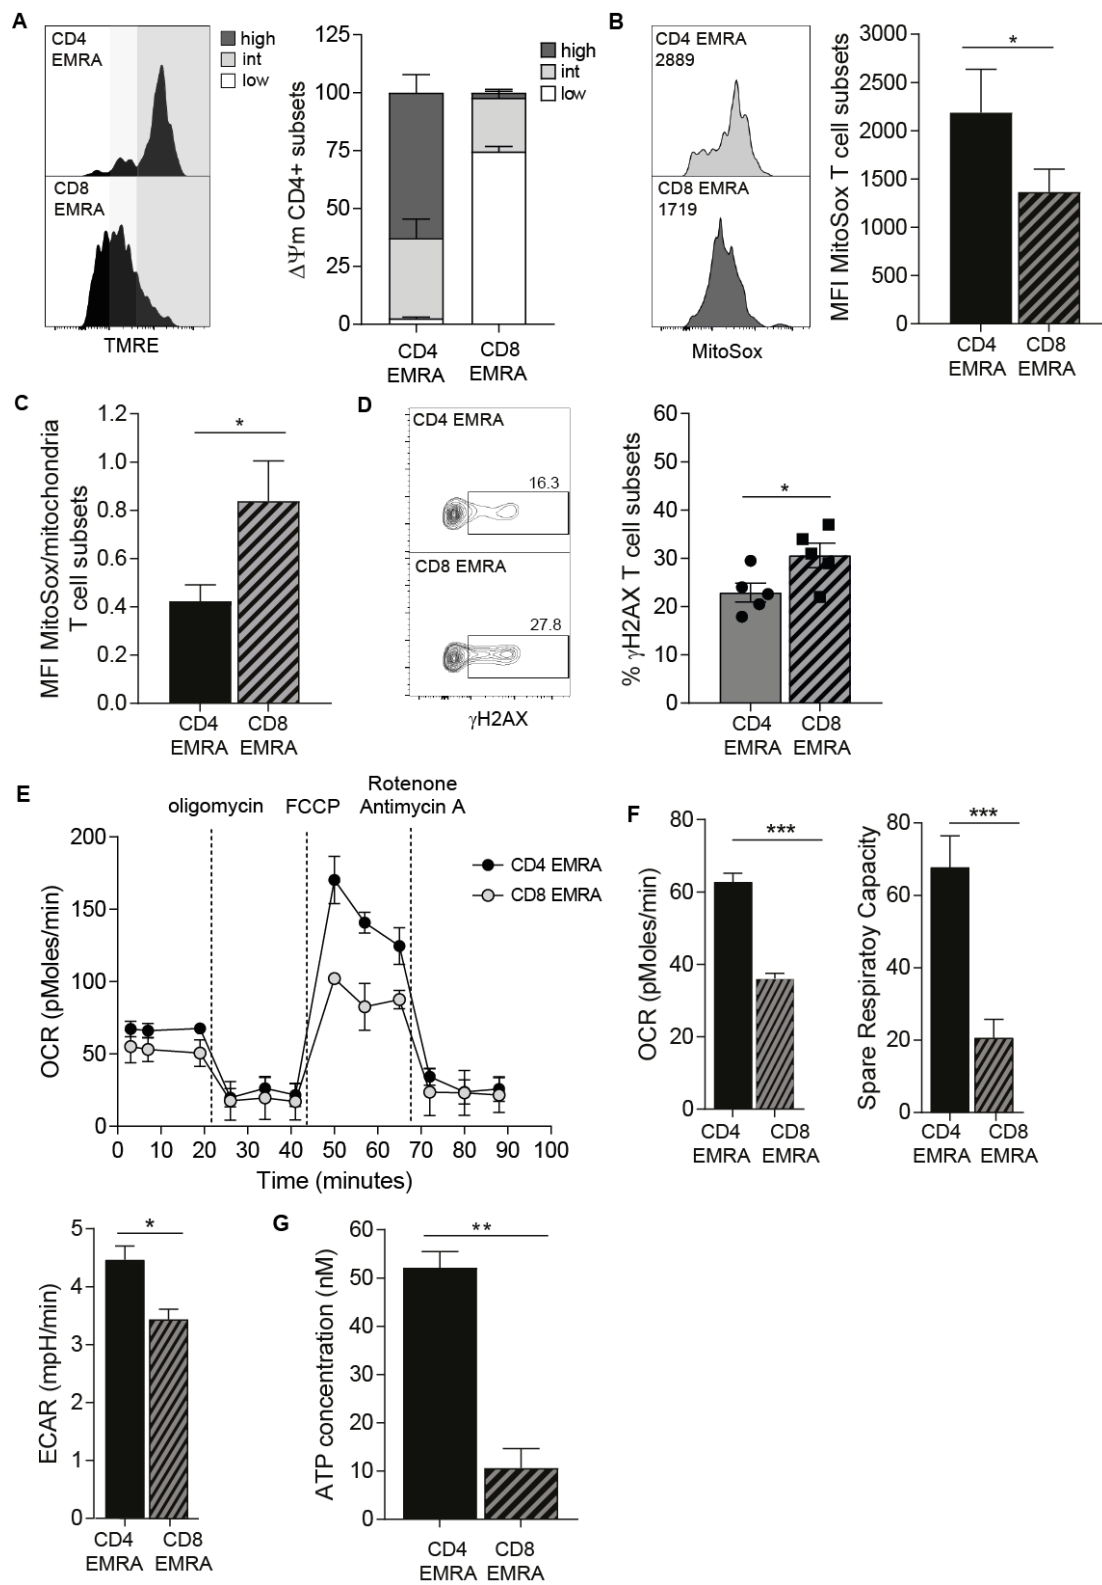 A
CD4
EMRA
high
int
low
CD8
EMRA
TMRE
ΔΨm CD4+ subsets
125
100
75
50
25
0
high
int
low
CD4
EMRA
CD8
EMRA
B
CD4 EMRA
2889
CD8 EMRA
1719
MitoSox
MFI MitoSox T cell subsets
3000
2500
2000
1500
1000
500
0
*
CD4
EMRA
CD8
EMRA
C
MFI MitoSox/mitochondria
T cell subsets
1.2
1.0
0.8
0.6
0.4
0.2
0.0
*
CD4
EMRA
CD8
EMRA
D
CD4 EMRA
16.3
CD8 EMRA
27.8
γH2AX
% γH2AX T cell subsets
60
50
40
30
20
10
0
*
CD4
EMRA
CD8
EMRA
E
oligomycin
FCCP
Rotenone
Antimycin A
OCR (pMoles/min)
200
150
100
50
0
CD4 EMRA
CD8 EMRA
0 10 20 30 40 50 60 70 80 90 100
Time (minutes)
F
OCR (pMoles/min)
80
60
40
20
0
***
CD4
EMRA
CD8
EMRA
Spare Respiratoy Capacity
80
60
40
20
0
***
CD4
EMRA
CD8
EMRA
ECAR (mpH/min)
5
4
3
2
1
0
*
CD4
EMRA
CD8
EMRA
G
ATP concentration (nM)
60
50
40
30
20
10
0
**
CD4
EMRA
CD8
EMRA